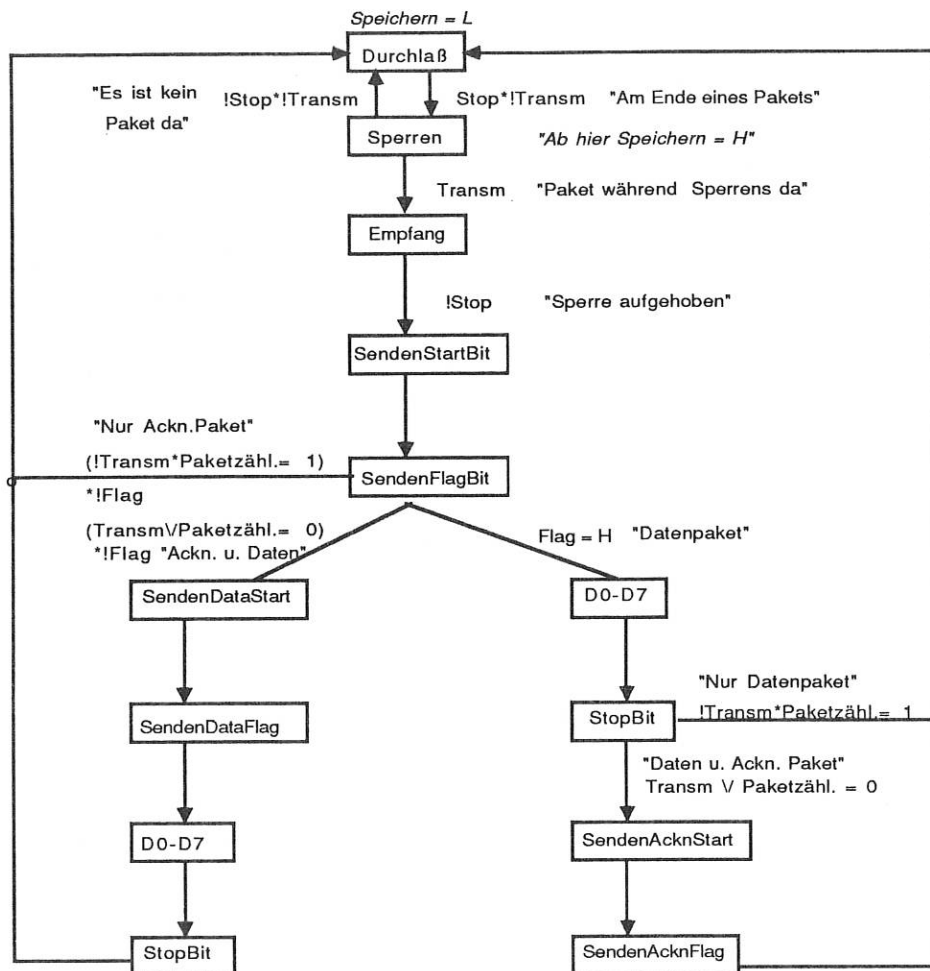 Speichern = L
Durchlaß
"Es ist kein
Paket da"
!Stop*!Transm
Stop*!Transm "Am Ende eines Pakets"
Sperren
"Ab hier Speichern = H"
Transm "Paket während Sperrens da"
Empfang
!Stop "Sperre aufgehoben"
SendenStartBit
"Nur Ackn.Paket"
(!Transm*Paketzähl.= 1)
*!Flag
SendenFlagBit
(Transm\/Paketzähl.= 0)
*!Flag "Ackn. u. Daten"
Flag = H "Datenpaket"
SendenDataStart
D0-D7
SendenDataFlag
"Nur Datenpaket"
!Transm*Paketzähl.= 1
StopBit
"Daten u. Ackn. Paket"
Transm \/ Paketzähl. = 0
D0-D7
SendenAcknStart
StopBit
SendenAcknFlag